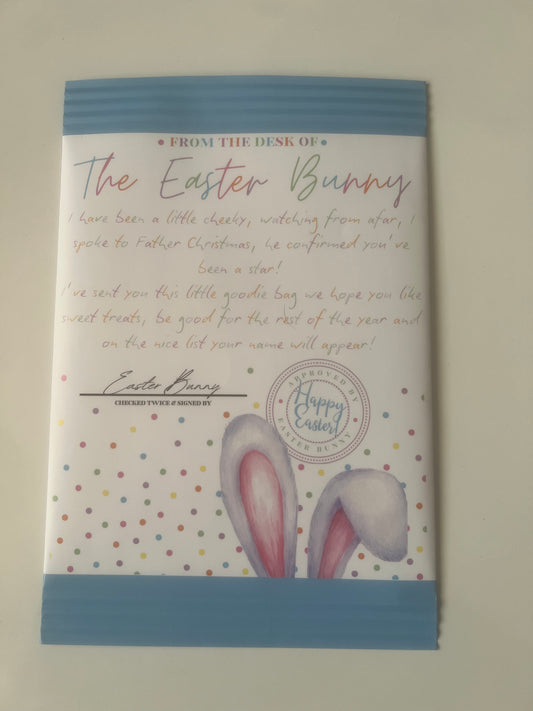 • FROM THE DESK OF •
The Easter Bunny
I have been a little cheeky, watching from afar, I
spoke to Father Christmas, he confirmed you've
been a star!
I've sent you this little goodie bag we hope you like
sweet treats, be good for the rest of the year and
on the nice list your name will appear!
Easter Bunny
CHECKED TWICE & SIGNED BY
APPROVED BY
Happy
Easter!
EASTER BUNNY